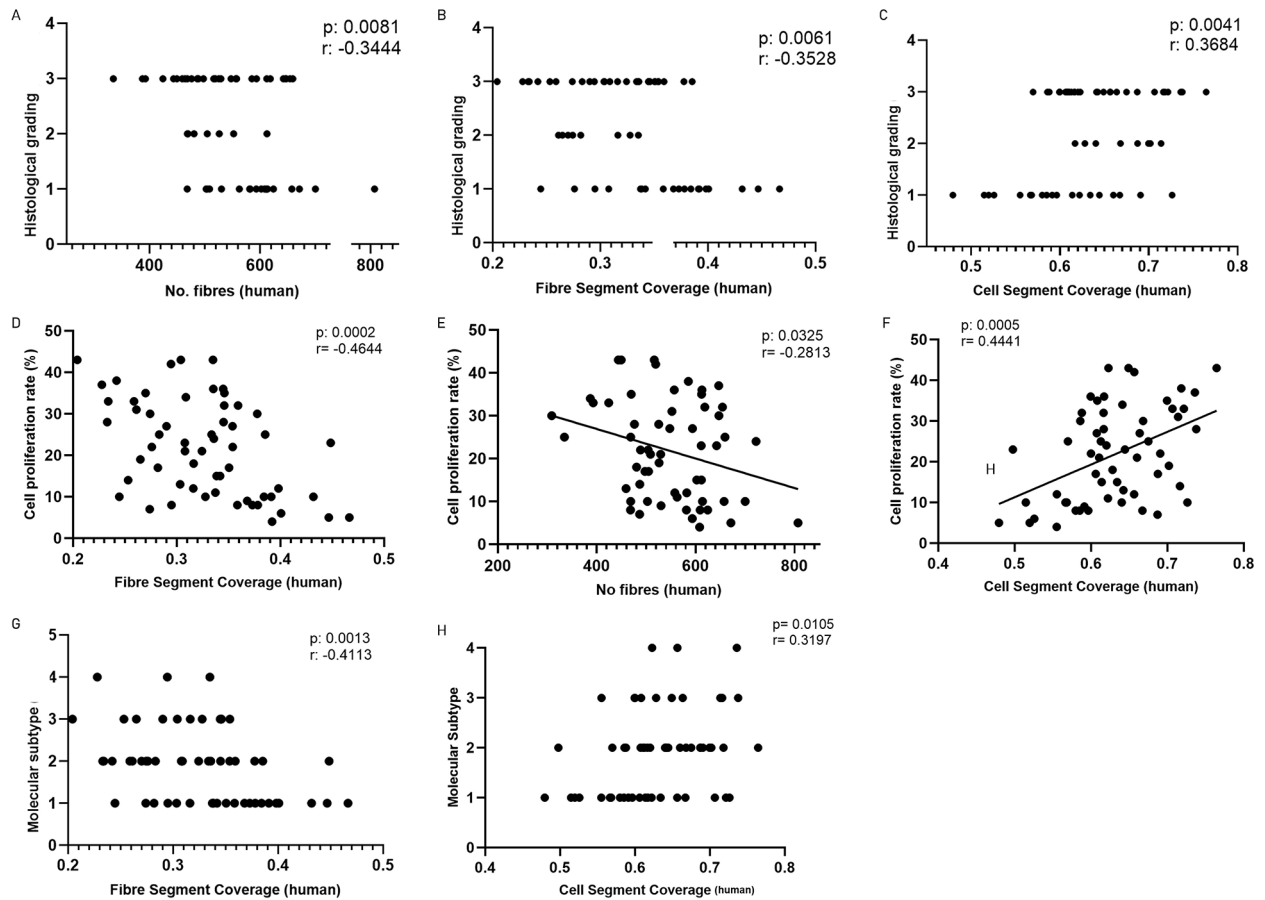 A
p: 0.0081
r: -0.3444
4
3
2
1
0
Histological grading
400
600
800
No. fibres (human)
B
p: 0.0061
r: -0.3528
4
3
2
1
0
Histological grading
0.2
0.3
0.4
0.5
Fibre Segment Coverage (human)
C
p: 0.0041
r: 0.3684
4
3
2
1
0
Histological grading
0.5
0.6
0.7
0.8
Cell Segment Coverage (human)
D
p: 0.0002
r= -0.4644
50
40
30
20
10
0
Cell proliferation rate (%)
0.2
0.3
0.4
0.5
Fibre Segment Coverage (human)
E
p: 0.0325
r= -0.2813
50
40
30
20
10
0
Cell proliferation rate (%)
200
400
600
800
No fibres (human)
F
p: 0.0005
r= 0.4441
50
40
30
20
10
0
H
Cell proliferation rate (%)
0.4
0.5
0.6
0.7
0.8
Cell Segment Coverage (human)
G
p: 0.0013
r: -0.4113
5
4
3
2
1
0
Molecular subtype
0.2
0.3
0.4
0.5
Fibre Segment Coverage (human)
H
p= 0.0105
r= 0.3197
4
3
2
1
0
Molecular Subtype
0.4
0.5
0.6
0.7
0.8
Cell Segment Coverage (human)